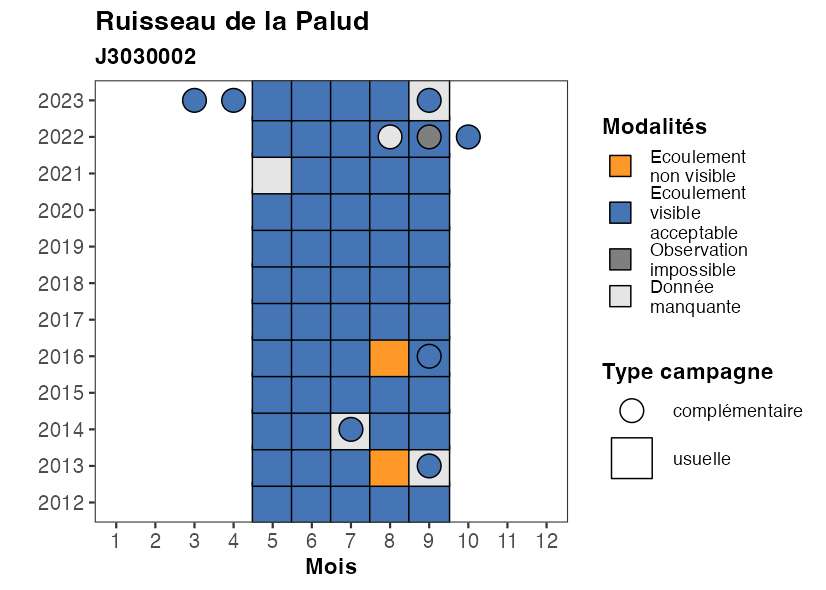 Ruisseau de la Palud
J3030002
2023
2022
2021
2020
2019
2018
2017
2016
2015
2014
2013
2012
1 2 3 4 5 6 7 8 9 10 11 12
Mois
Modalités
Ecoulement
non visible
Ecoulement
visible
acceptable
Observation
impossible
Donnée
manquante
Type campagne
complémentaire
usuelle